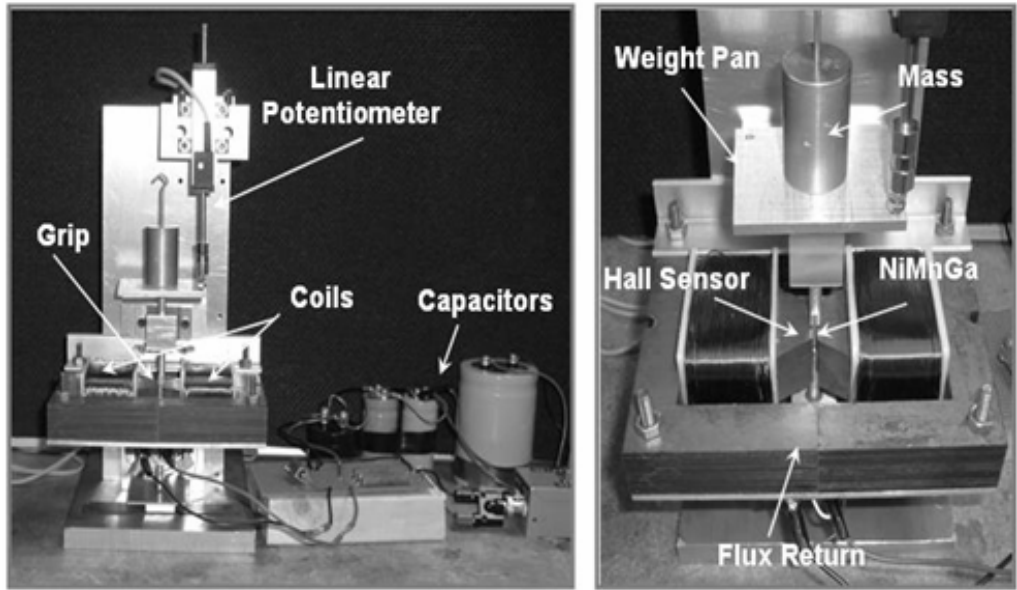 Linear
Potentiometer
Grip
Coils
Capacitors
Weight Pan
Mass
Hall Sensor
NiMnGa
Flux Return